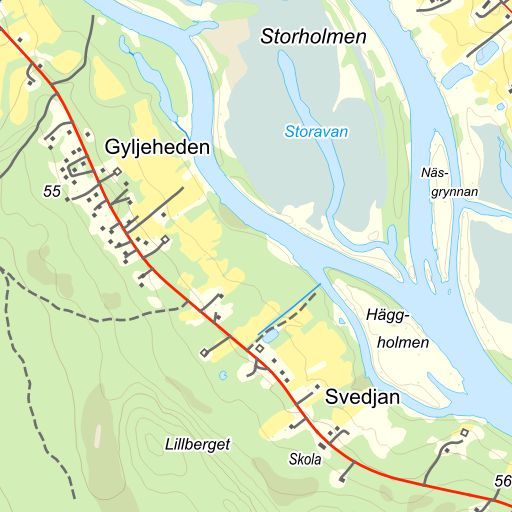 Storholmen
Storavan
Gyljeheden
Näs-
grynnan
55
Hägg-
holmen
Svedjan
Lillberget
Skola
56